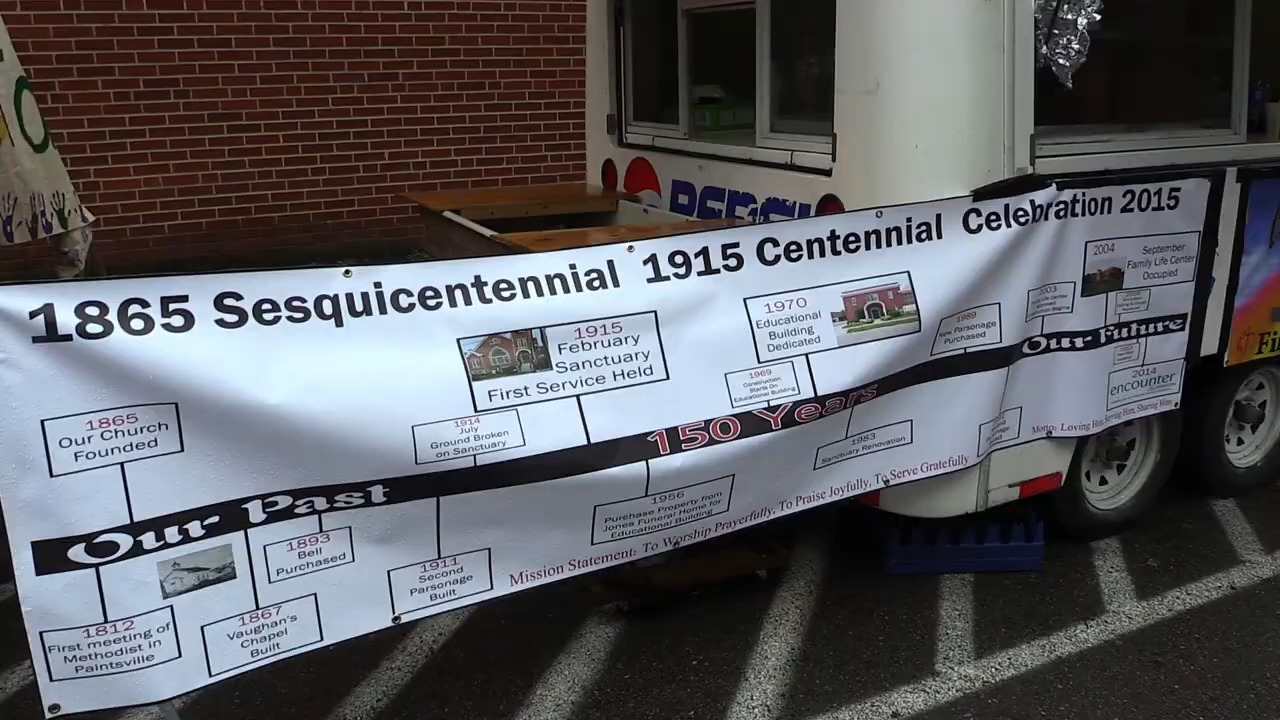 PEPSI
1865 Sesquicentennial 1915 Centennial Celebration 2015
1865
Our Church
Founded
1914
July
Ground Broken
on Sanctuary
1915
February
Sanctuary
First Service Held
1969
Construction
Starts On
Educational Building
1970
Educational
Building
Dedicated
1989
New Parsonage
Purchased
2003
2004
September
Family Life Center
Occupied
Our Past
150 Years
Our Future
1812
First meeting of
Methodist in
Paintsville
1867
Vaughan's
Chapel
Built
1893
Bell
Purchased
1911
Second
Parsonage
Built
1956
Purchase Property from
Jones Funeral Home for
Educational Building
1983
Sanctuary Renovation
2014
encounter
Mission Statement: To Worship Prayerfully, To Praise Joyfully, To Serve Gratefully
Motto: Loving Him, Serving Him, Sharing Him.